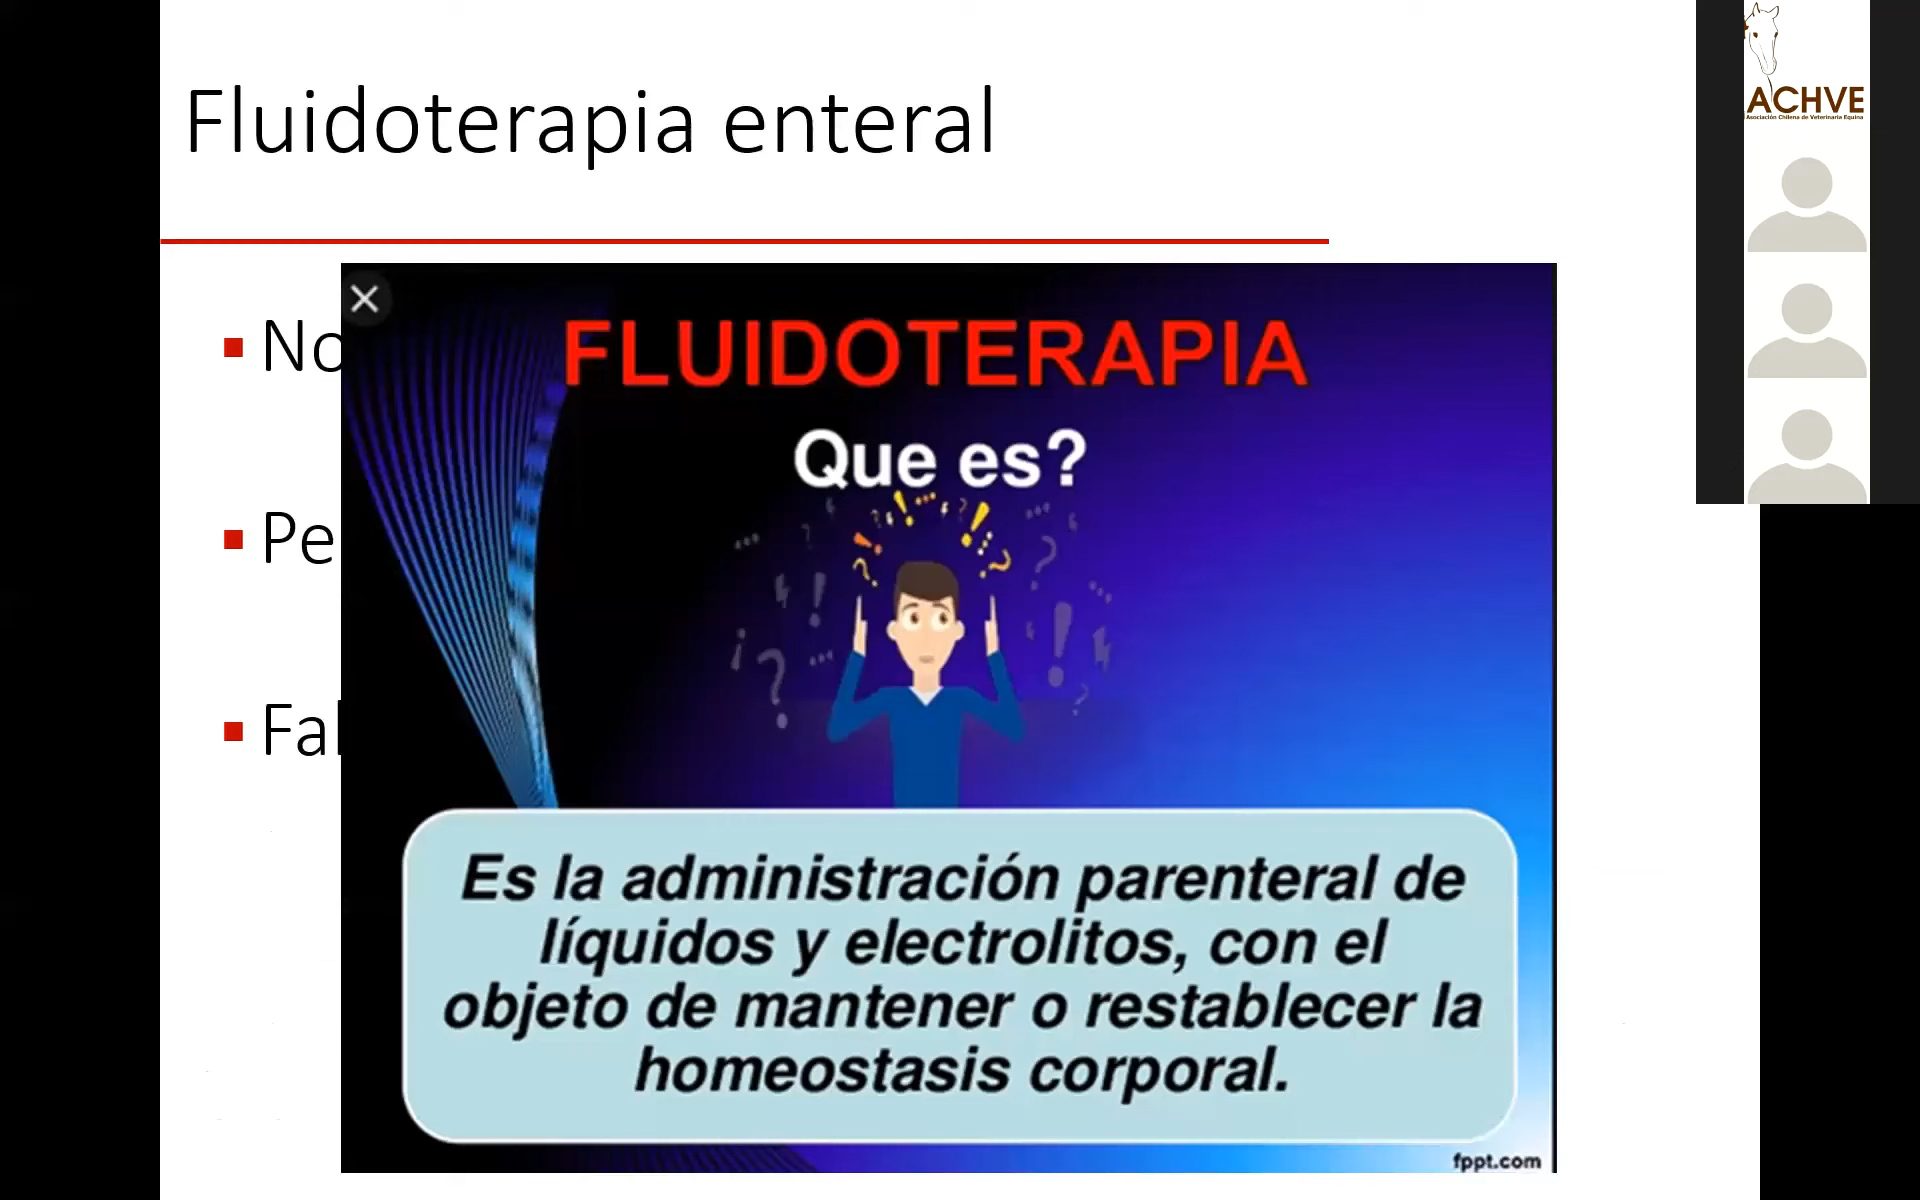 Fluidoterapia enteral
ACHVE
Asociación Chilena de Veterinaria Equina
No
Pe
Fal
FLUIDOTERAPIA
Que es?
Es la administración parenteral de
líquidos y electrolitos, con el
objeto de mantener o restablecer la
homeostasis corporal.
fppt.com